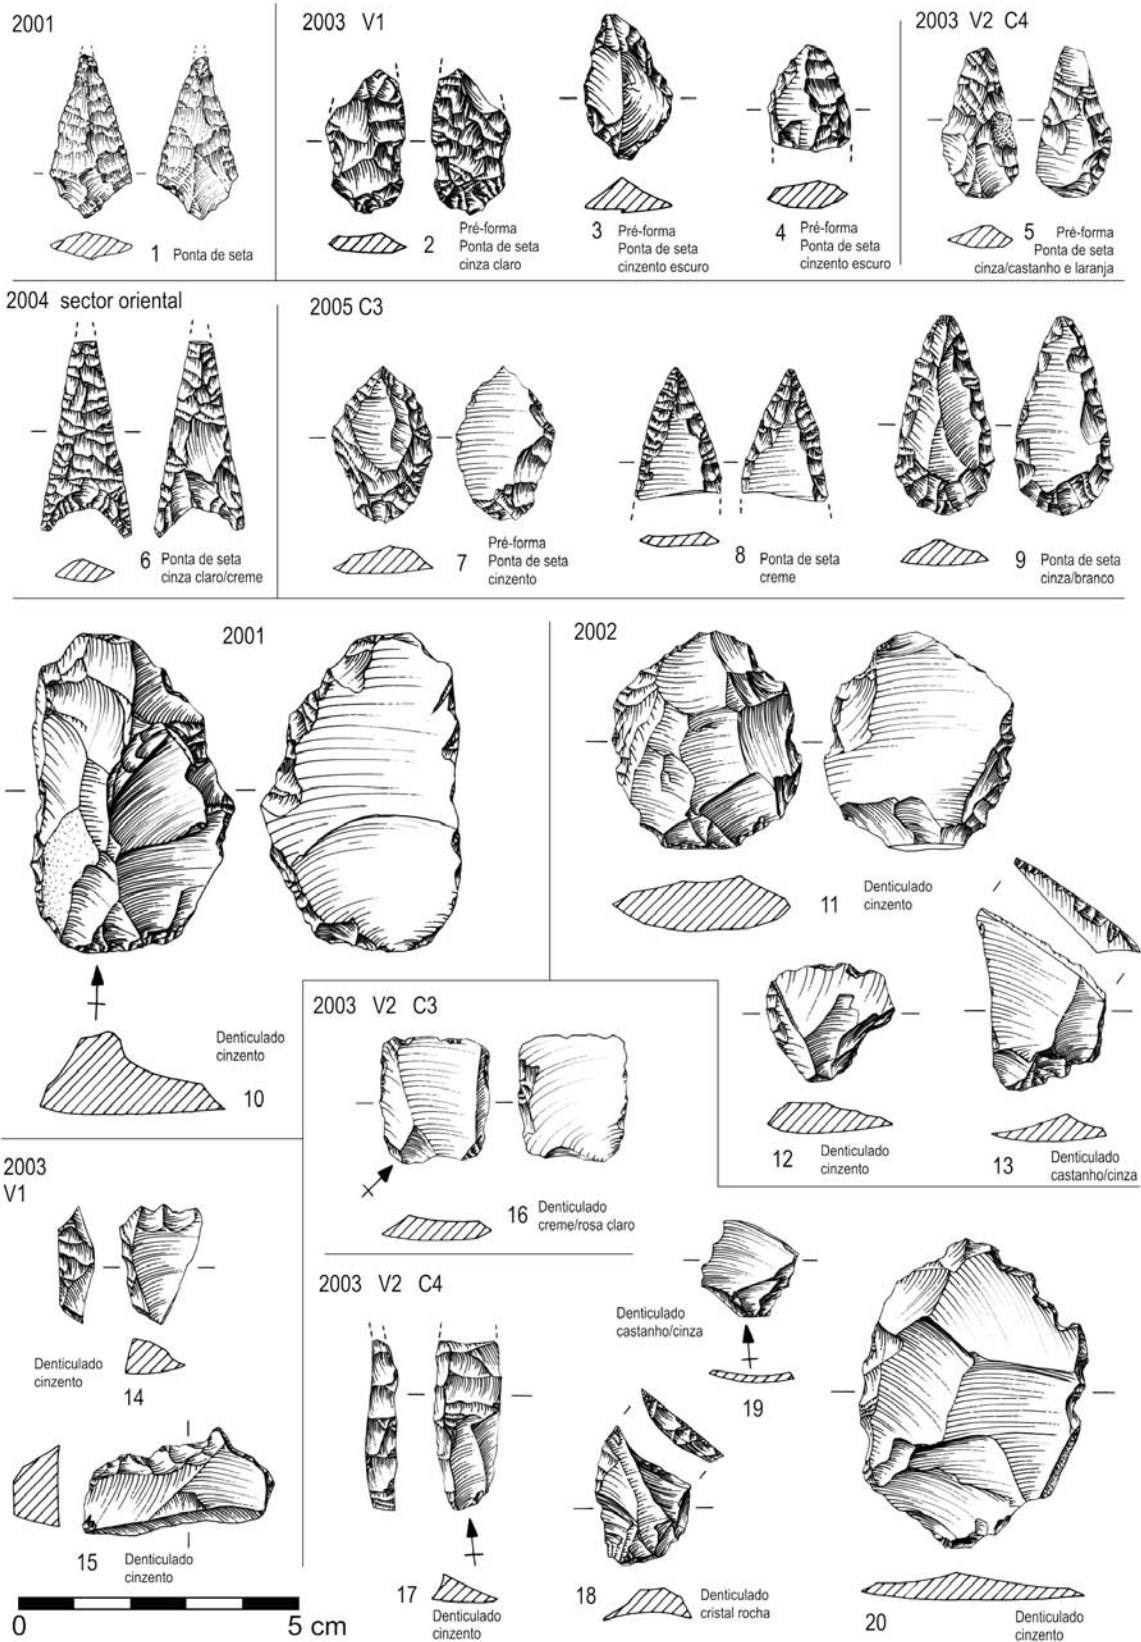 2001
1 Ponta de seta
2003 V1
2 Pré-forma
Ponta de seta
cinza claro
3 Pré-forma
Ponta de seta
cinzento escuro
4 Pré-forma
Ponta de seta
cinzento escuro
2003 V2 C4
5 Pré-forma
Ponta de seta
cinza/castanho e laranja
2004 sector oriental
6 Ponta de seta
cinza claro/creme
2005 C3
7 Pré-forma
Ponta de seta
cinzento
8 Ponta de seta
creme
9 Ponta de seta
cinza/branco
2001
Denticulado
cinzento
10
2002
11 Denticulado
cinzento
12 Denticulado
cinzento
13 Denticulado
castanho/cinza
2003 V2 C3
16 Denticulado
creme/rosa claro
2003
V1
Denticulado
cinzento
14
15 Denticulado
cinzento
2003 V2 C4
17
Denticulado
cinzento
18 Denticulado
cristal rocha
Denticulado
castanho/cinza
19
20 Denticulado
cinzento
0 5 cm